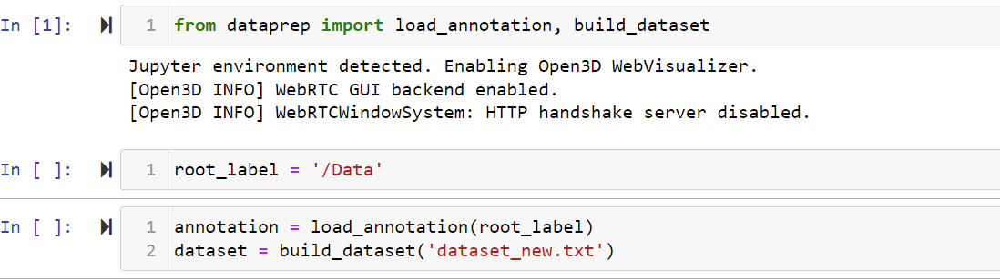 In [1]: 1 from dataprep import load_annotation, build_dataset
Jupyter environment detected. Enabling Open3D WebVisualizer.
[Open3D INFO] WebRTC GUI backend enabled.
[Open3D INFO] WebRTCWindowSystem: HTTP handshake server disabled.
In [ ]: 1 root_label = '/Data'
In [ ]: 1 annotation = load_annotation(root_label)
2 dataset = build_dataset('dataset_new.txt')